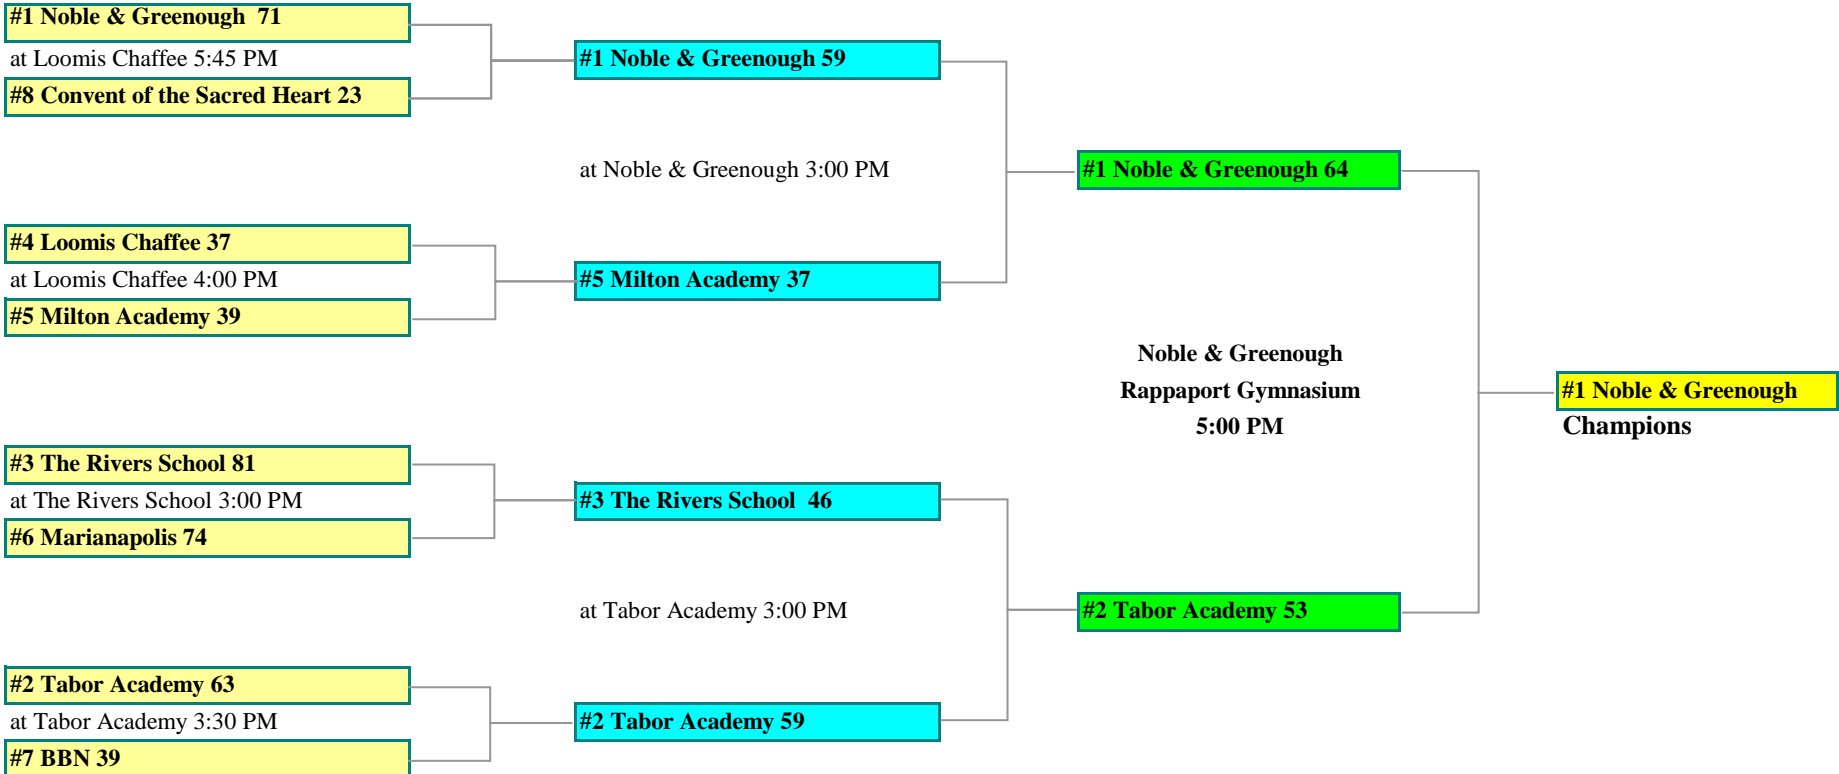 #1 Noble & Greenough  71
at Loomis Chaffee 5:45 PM
#8 Convent of the Sacred Heart 23
#4 Loomis Chaffee 37
at Loomis Chaffee 4:00 PM
#5 Milton Academy 39
#3 The Rivers School 81
at The Rivers School 3:00 PM
#6 Marianapolis 74
#2 Tabor Academy 63
at Tabor Academy 3:30 PM
#7 BBN 39
#1 Noble & Greenough 59
at Noble & Greenough 3:00 PM
#5 Milton Academy 37
#3 The Rivers School  46
at Tabor Academy 3:00 PM
#2 Tabor Academy 59
#1 Noble & Greenough 64
Noble & Greenough
Rappaport Gymnasium
5:00 PM
#2 Tabor Academy 53
#1 Noble & Greenough
Champions